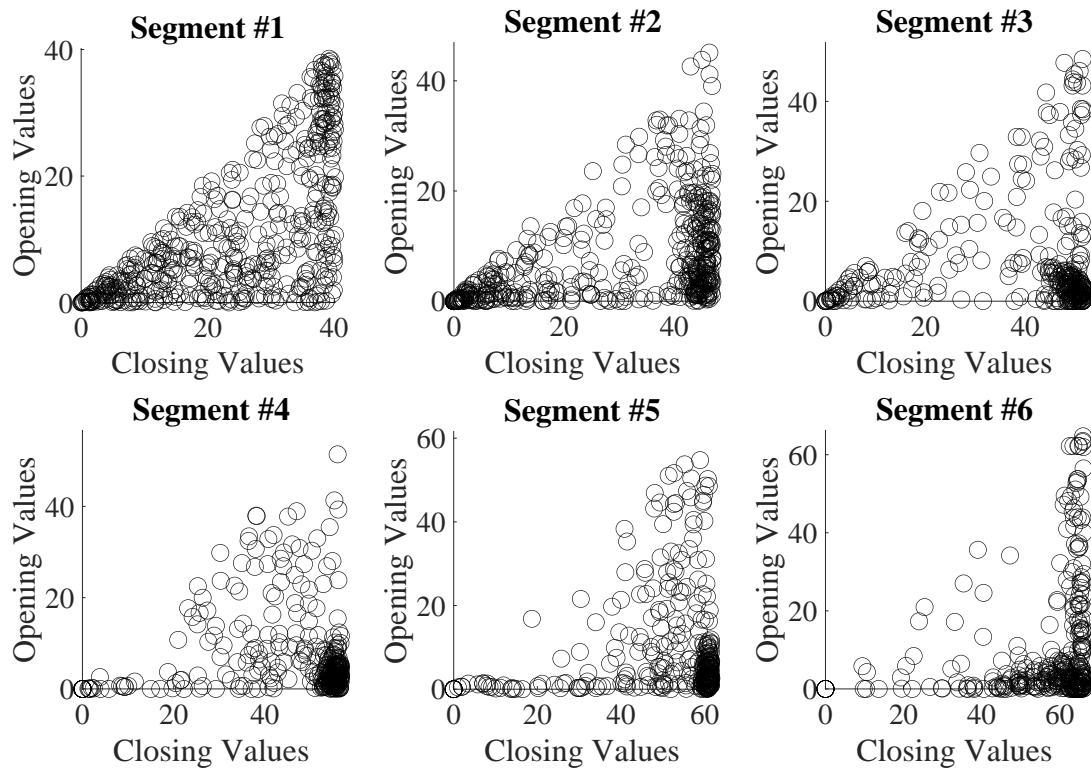 Segment #1
40
20
0
0
20
40
Opening Values
Closing Values
Segment #2
40
20
0
0
20
40
Opening Values
Closing Values
Segment #3
40
20
0
0
20
40
Opening Values
Closing Values
Segment #4
40
20
0
0
20
40
Opening Values
Closing Values
Segment #5
60
40
20
0
0
20
40
60
Opening Values
Closing Values
Segment #6
60
40
20
0
0
20
40
60
Opening Values
Closing Values